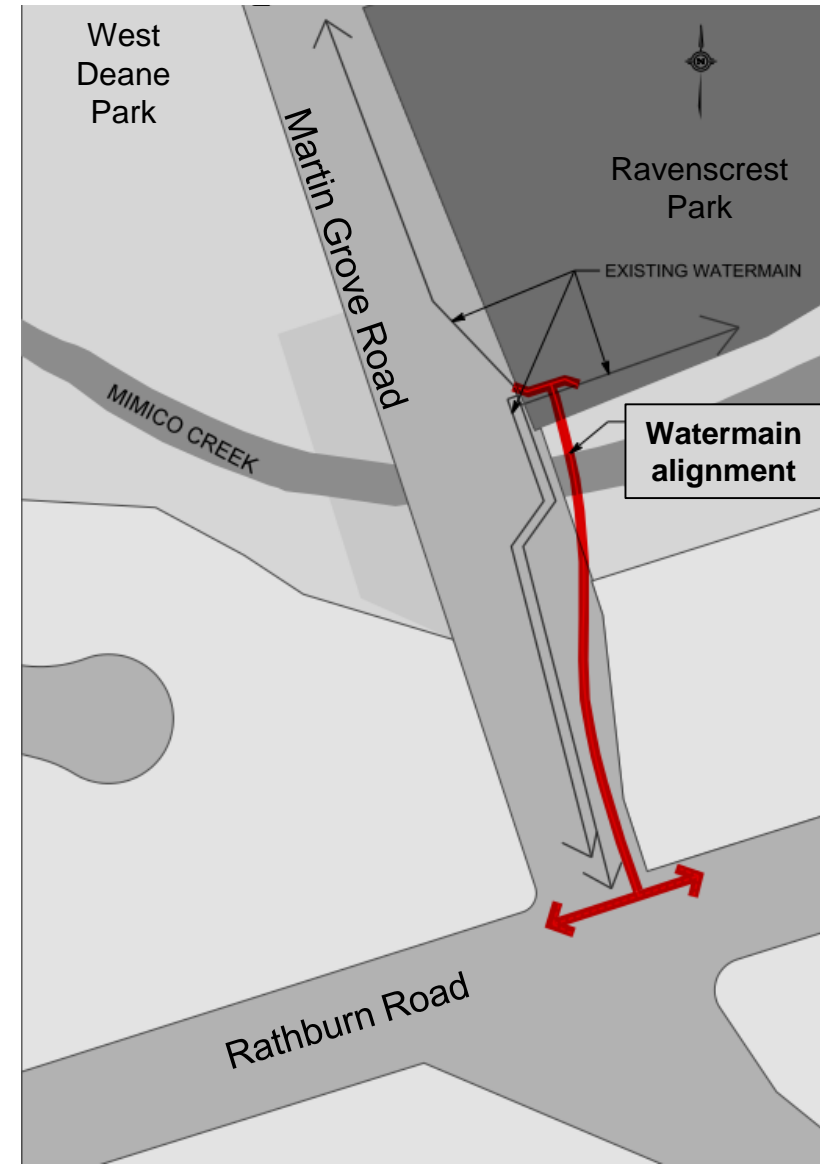 West
Deane
Park
N
Martin Grove Road
Ravenscrest
Park
EXISTING WATERMAIN
MIMICO CREEK
Watermain
alignment
Rathburn Road